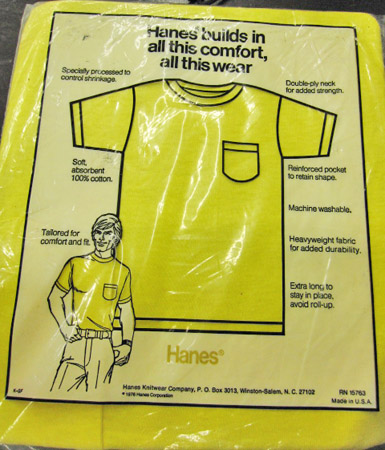 Hanes builds in
all this comfort,
all this wear
Specially processed to
control shrinkage.
Double-ply neck
for added strength.
Soft,
absorbent
100% cotton.
Reinforced pocket
to retain shape.
Machine washable.
Tailored for
comfort and fit.
Heavyweight fabric
for added durability.
Extra long to
stay in place,
avoid roll-up.
Hanes®
Hanes Knitwear Company, P. O. Box 3013, Winston-Salem, N. C. 27102
© 1976 Hanes Corporation
RN 15763
Made in U.S.A.